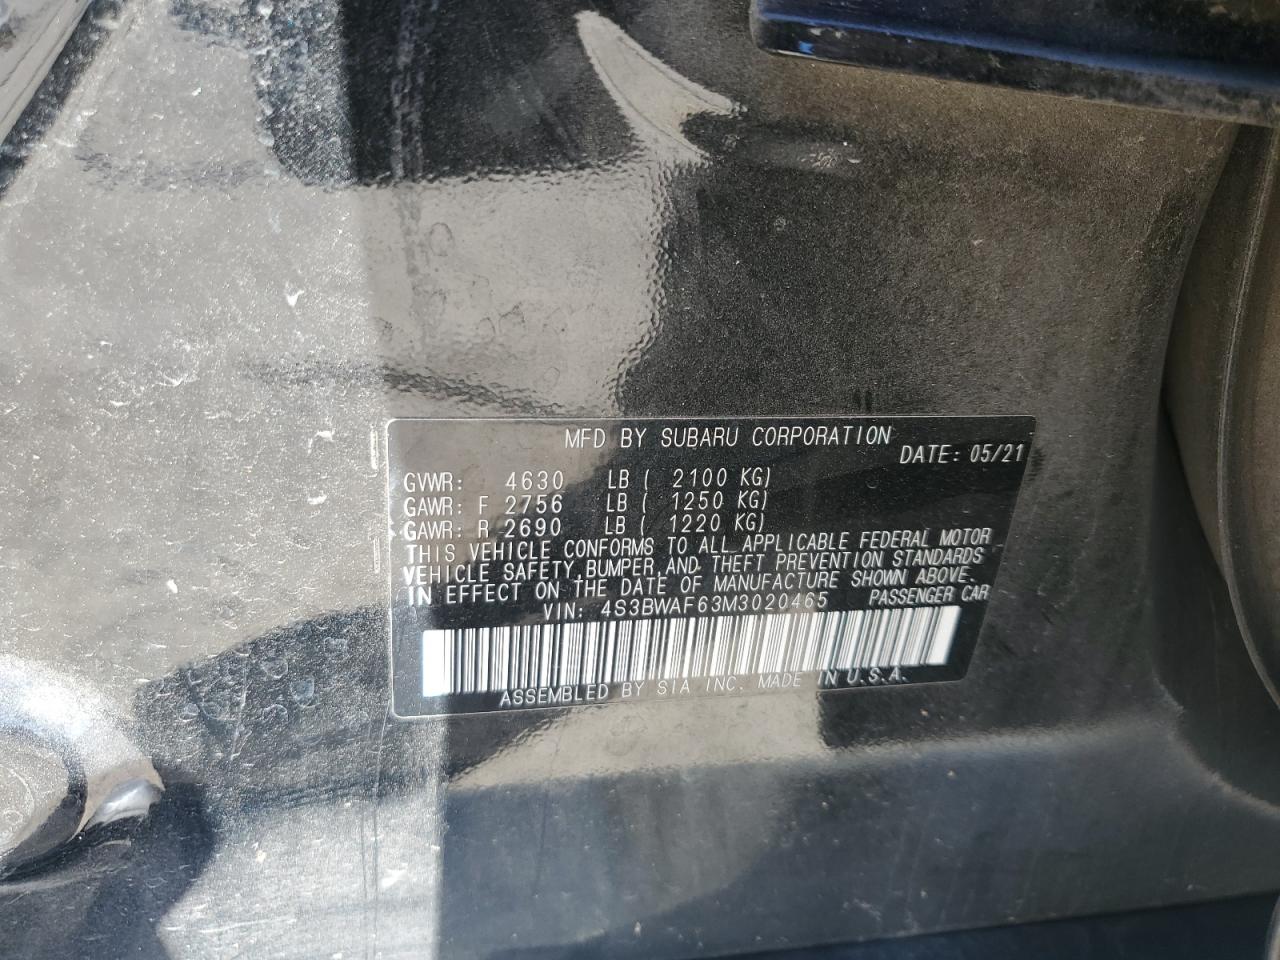 MFD BY SUBARU CORPORATION
DATE: 05/21
GVWR: 4630 LB ( 2100 KG)
GAWR: F 2756 LB ( 1250 KG)
GAWR: R 2690 LB ( 1220 KG)
THIS VEHICLE CONFORMS TO ALL APPLICABLE FEDERAL MOTOR
VEHICLE SAFETY, BUMPER, AND THEFT PREVENTION STANDARDS
IN EFFECT ON THE DATE OF MANUFACTURE SHOWN ABOVE.
VIN: 4S3BWAF63M3020465 PASSENGER CAR
ASSEMBLED BY SIA INC. MADE IN U.S.A.